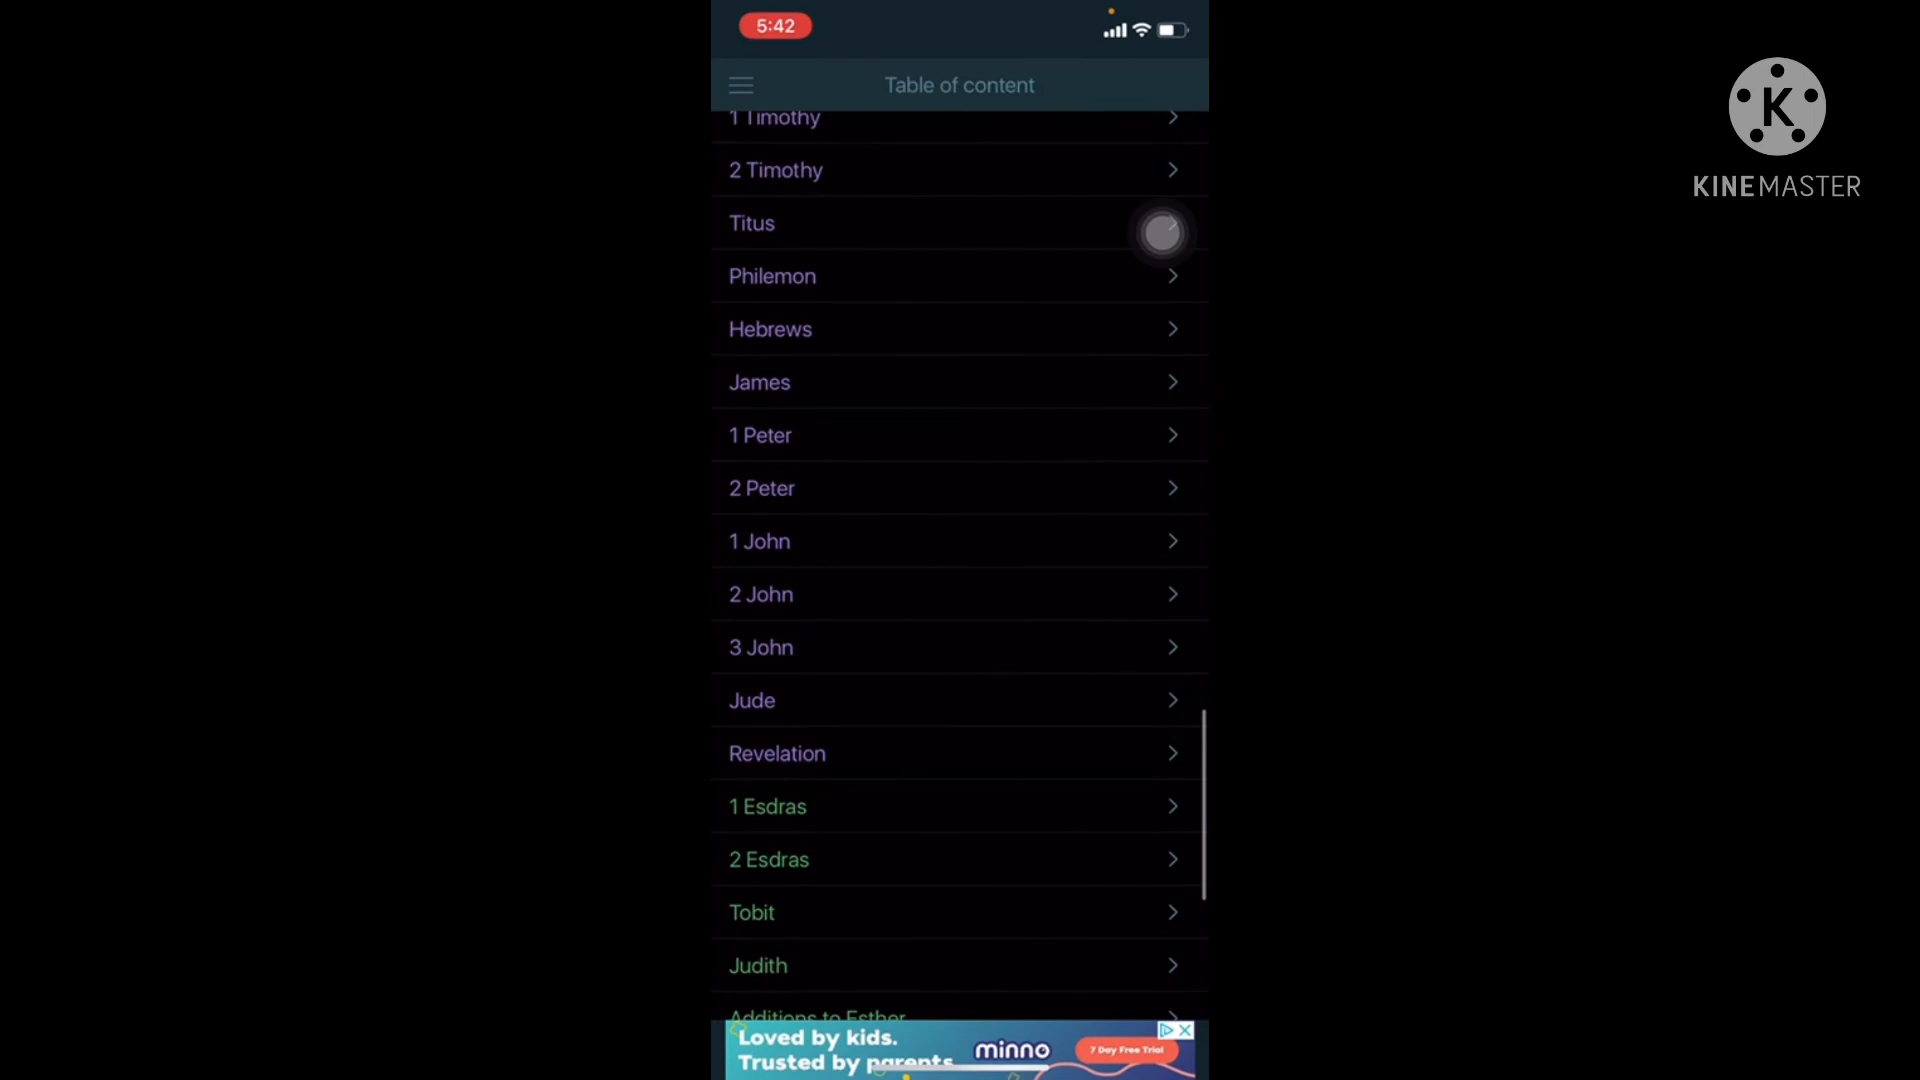 5:42
Table of content
1 Timothy
2 Timothy
Titus
Philemon
Hebrews
James
1 Peter
2 Peter
1 John
2 John
3 John
Jude
Revelation
1 Esdras
2 Esdras
Tobit
Judith
Additions to Esther
Loved by kids.
Trusted by parents.
minno
7 Day Free Trial
K
KINEMASTER